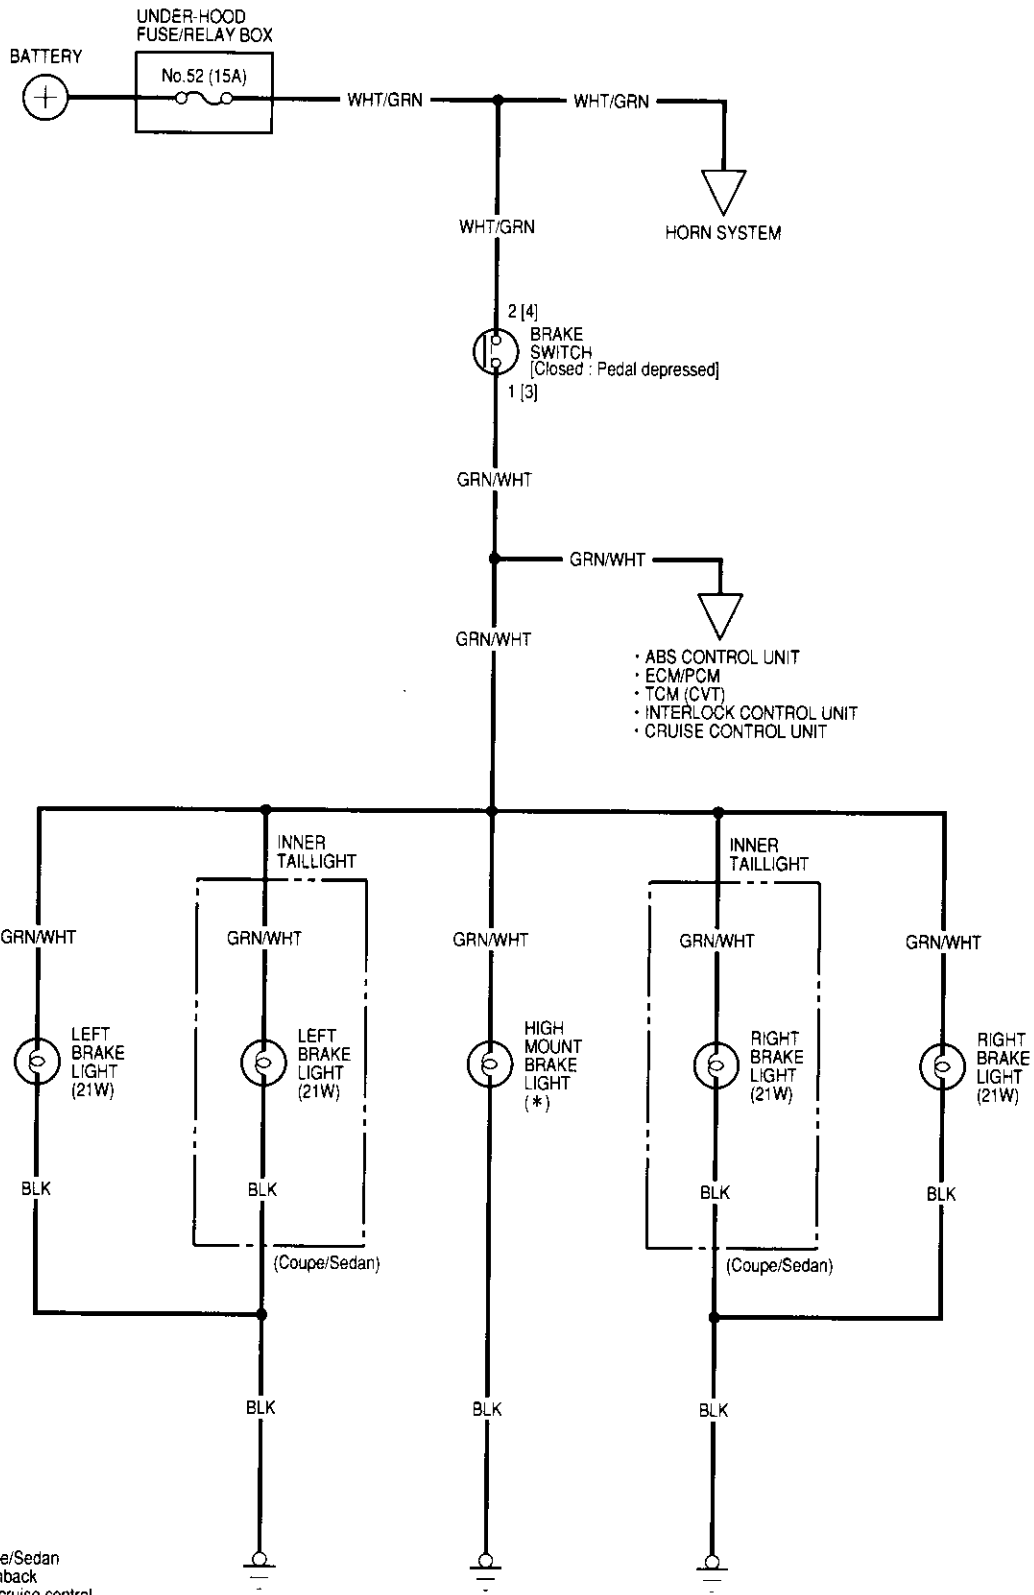 UNDER-HOOD
FUSE/RELAY BOX
BATTERY
No.52 (15A)
+
WHT/GRN
WHT/GRN
WHT/GRN
HORN SYSTEM
2 [4]
BRAKE
SWITCH
[Closed : Pedal depressed]
1 [3]
GRN/WHT
GRN/WHT
GRN/WHT
· ABS CONTROL UNIT
· ECM/PCM
· TCM (CVT)
· INTERLOCK CONTROL UNIT
· CRUISE CONTROL UNIT
INNER
TAILLIGHT
INNER
TAILLIGHT
GRN/WHT
GRN/WHT
GRN/WHT
GRN/WHT
GRN/WHT
LEFT
BRAKE
LIGHT
(21W)
LEFT
BRAKE
LIGHT
(21W)
HIGH
MOUNT
BRAKE
LIGHT
(*)
RIGHT
BRAKE
LIGHT
(21W)
RIGHT
BRAKE
LIGHT
(21W)
BLK
BLK
BLK
BLK
(Coupe/Sedan)
(Coupe/Sedan)
BLK
BLK
BLK
e/Sedan
hback
cruise control